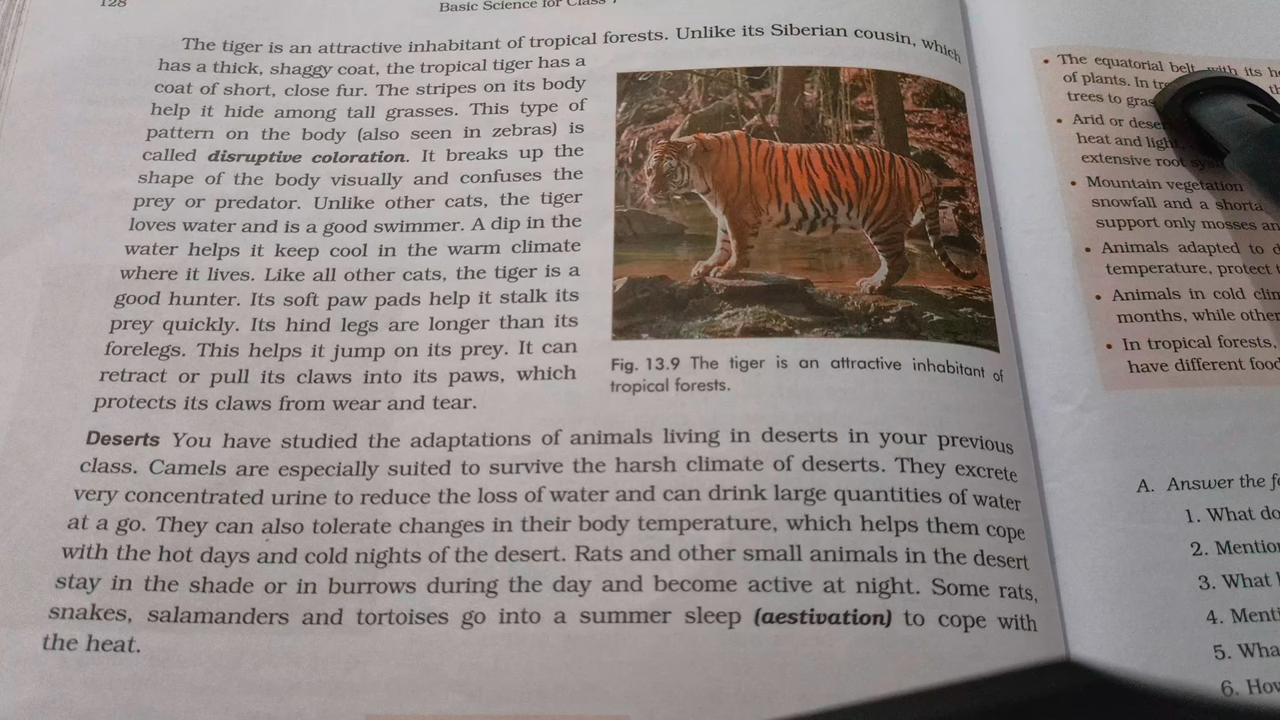 128
Basic Science for Class 7
The tiger is an attractive inhabitant of tropical forests. Unlike its Siberian cousin, which
has a thick, shaggy coat, the tropical tiger has a
coat of short, close fur. The stripes on its body
help it hide among tall grasses. This type of
pattern on the body (also seen in zebras) is
called disruptive coloration. It breaks up the
shape of the body visually and confuses the
prey or predator. Unlike other cats, the tiger
loves water and is a good swimmer. A dip in the
water helps it keep cool in the warm climate
where it lives. Like all other cats, the tiger is a
good hunter. Its soft paw pads help it stalk its
prey quickly. Its hind legs are longer than its
forelegs. This helps it jump on its prey. It can
retract or pull its claws into its paws, which
protects its claws from wear and tear.
Fig. 13.9 The tiger is an attractive inhabitant of
tropical forests.
Deserts You have studied the adaptations of animals living in deserts in your previous
class. Camels are especially suited to survive the harsh climate of deserts. They excrete
very concentrated urine to reduce the loss of water and can drink large quantities of water
at a go. They can also tolerate changes in their body temperature, which helps them cope
with the hot days and cold nights of the desert. Rats and other small animals in the desert
stay in the shade or in burrows during the day and become active at night. Some rats,
snakes, salamanders and tortoises go into a summer sleep (aestivation) to cope with
the heat.
• The equatorial belt with its
of plants. In
trees to
• Arid or
heat and light
extensive root
• Mountain vegetation
snowfall and a
support only mosses
• Animals adapted to
temperature, protect
• Animals in cold
months, while other
• In tropical forests,
have different
A. Answer the
1. What do
2.
3. What
4.
5.
6.